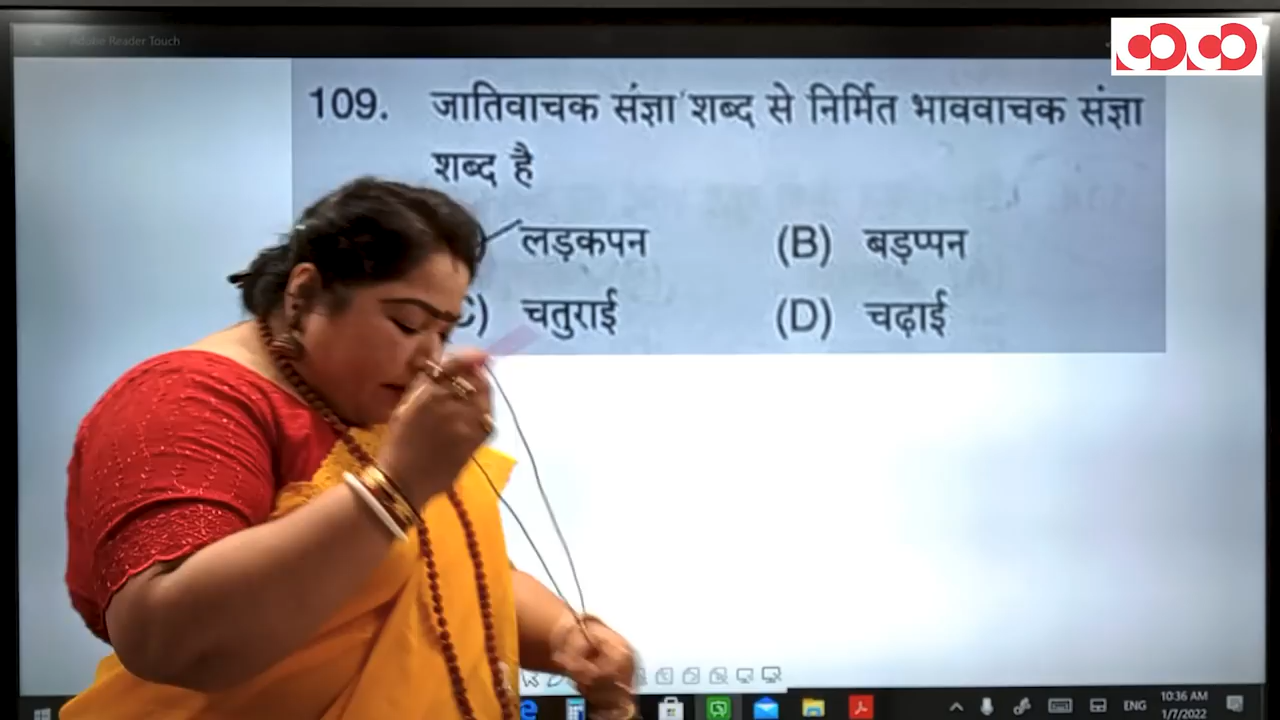 Adobe Reader Touch
109. जातिवाचक संज्ञा शब्द से निर्मित भाववाचक संज्ञा
शब्द है
लड़कपन (B) बड़प्पन
C) चतुराई (D) चढ़ाई
ENG
10:36 AM
1/7/2022